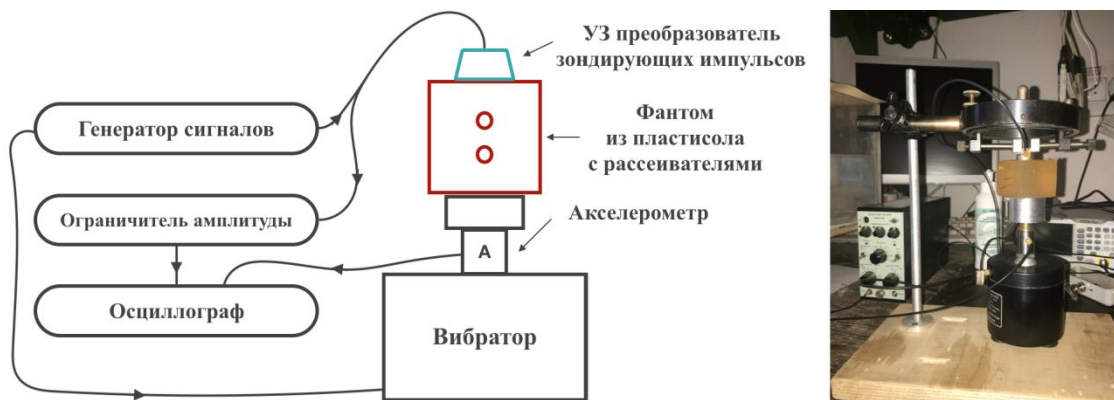 УЗ преобразователь
зондирующих импульсов
Генератор сигналов
Фантом
из пластисола
с рассеивателями
Ограничитель амплитуды
Акселерометр
А
Осциллограф
Вибратор